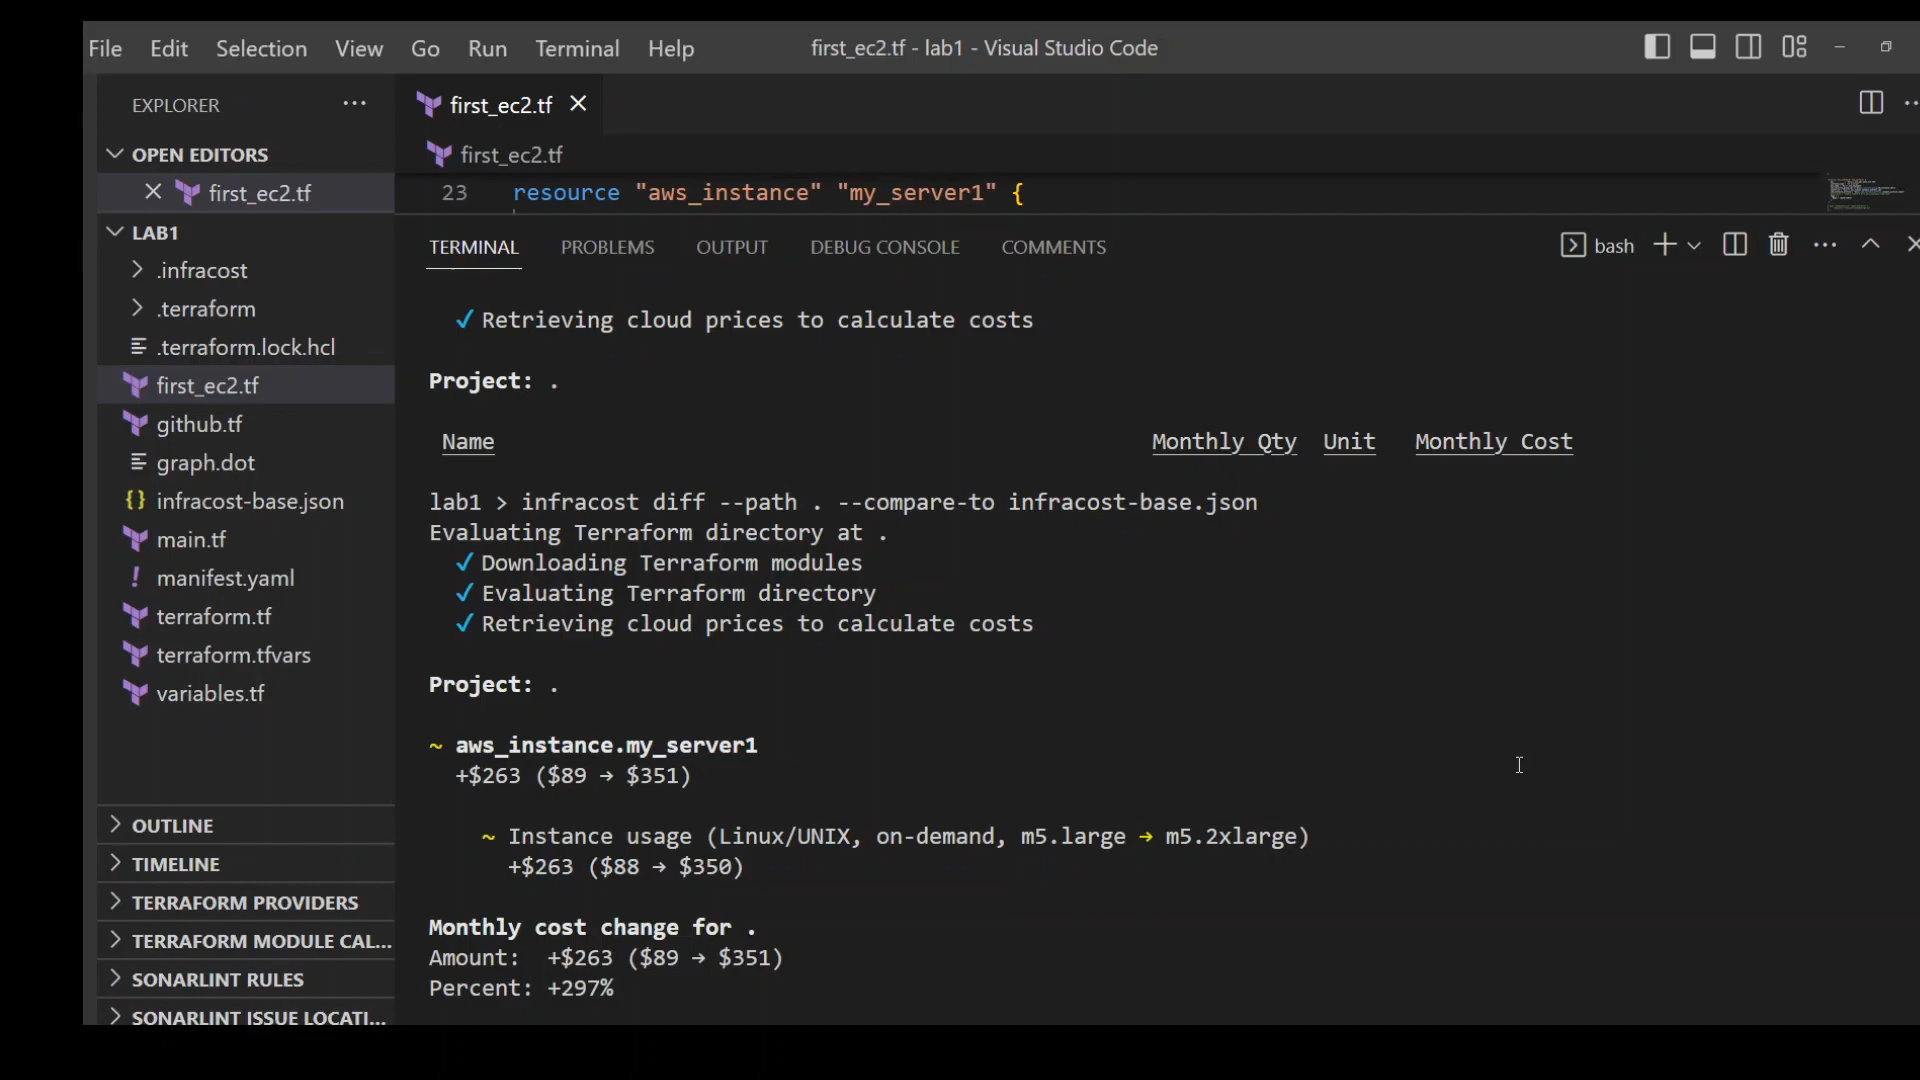 File Edit Selection View Go Run Terminal Help first_ec2.tf - lab1 - Visual Studio Code
EXPLORER
OPEN EDITORS
first_ec2.tf
LAB1
.infracost
.terraform
.terraform.lock.hcl
first_ec2.tf
github.tf
graph.dot
infracost-base.json
main.tf
manifest.yaml
terraform.tf
terraform.tfvars
variables.tf
OUTLINE
TIMELINE
TERRAFORM PROVIDERS
TERRAFORM MODULE CAL...
SONARLINT RULES
SONARLINT ISSUE LOCATI...
first_ec2.tf
first_ec2.tf
23 resource "aws_instance" "my_server1" {
TERMINAL PROBLEMS OUTPUT DEBUG CONSOLE COMMENTS bash
✓ Retrieving cloud prices to calculate costs
Project: .
Name Monthly Qty Unit Monthly Cost
lab1 > infracost diff --path . --compare-to infracost-base.json
Evaluating Terraform directory at .
✓ Downloading Terraform modules
✓ Evaluating Terraform directory
✓ Retrieving cloud prices to calculate costs
Project: .
~ aws_instance.my_server1
+$263 ($89 → $351)
~ Instance usage (Linux/UNIX, on-demand, m5.large → m5.2xlarge)
+$263 ($88 → $350)
Monthly cost change for .
Amount: +$263 ($89 → $351)
Percent: +297%